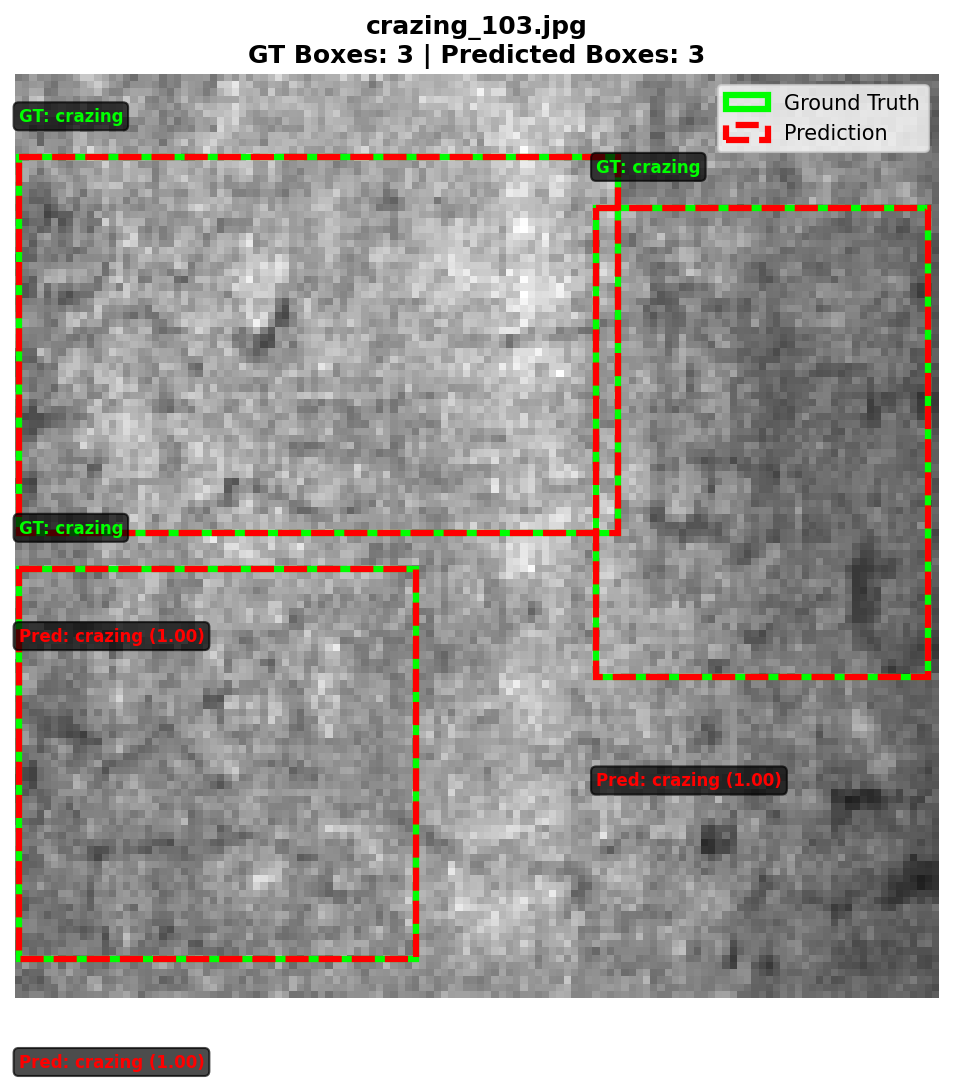 crazing_103.jpg
GT Boxes: 3 | Predicted Boxes: 3
Ground Truth
Prediction
GT: crazing
GT: crazing
GT: crazing
Pred: crazing (1.00)
Pred: crazing (1.00)
Pred: crazing (1.00)